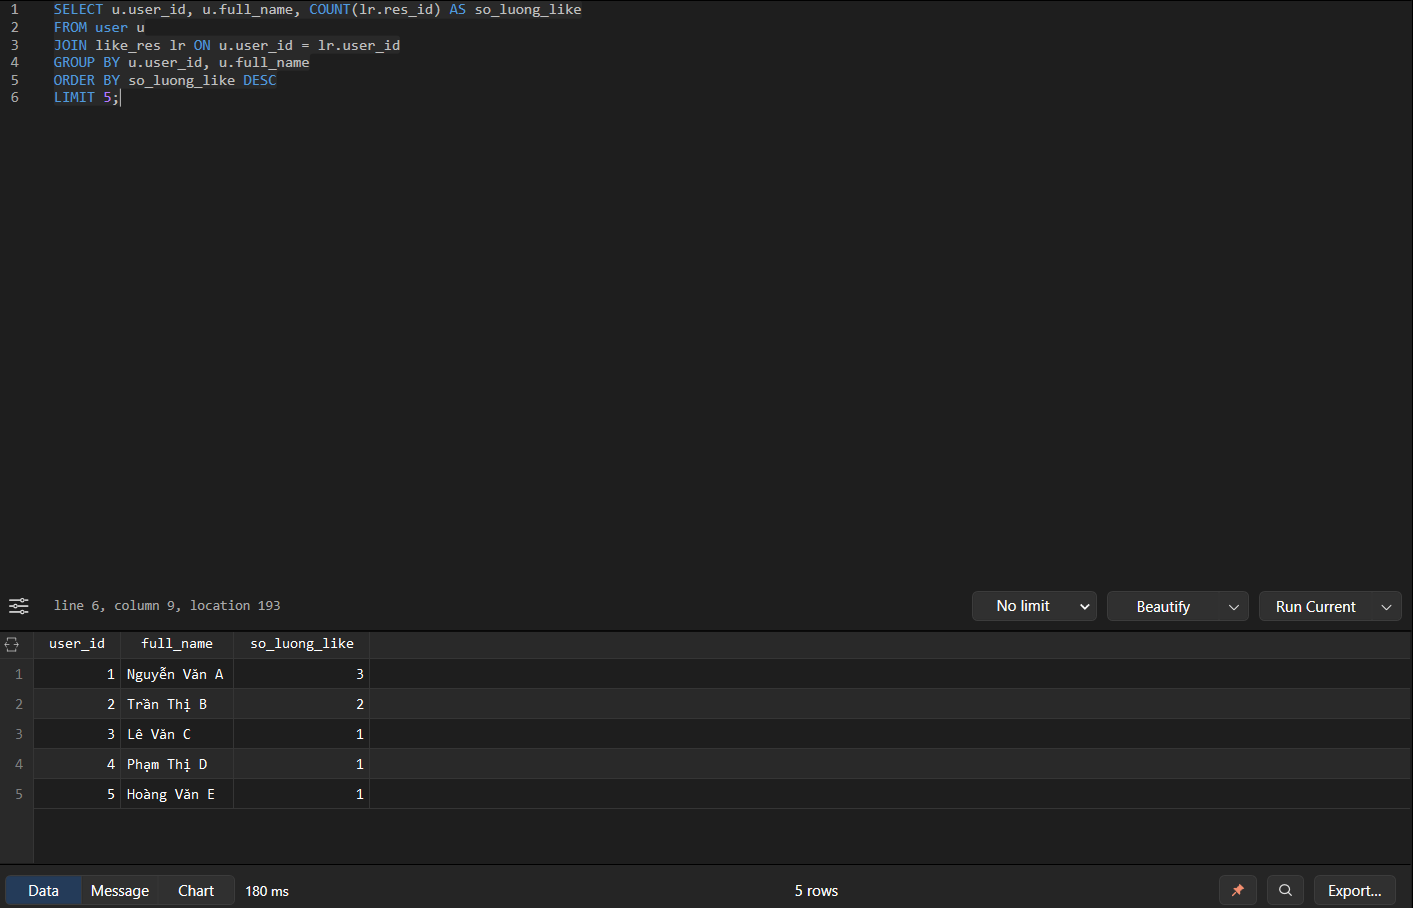 1 SELECT u.user_id, u.full_name, COUNT(lr.res_id) AS so_luong_like
2 FROM user u
3 JOIN like_res lr ON u.user_id = lr.user_id
4 GROUP BY u.user_id, u.full_name
5 ORDER BY so_luong_like DESC
6 LIMIT 5;
line 6, column 9, location 193 No limit Beautify Run Current
user_id full_name so_luong_like
1 1 Nguyễn Văn A 3
2 2 Trần Thị B 2
3 3 Lê Văn C 1
4 4 Phạm Thị D 1
5 5 Hoàng Văn E 1
Data Message Chart 180 ms 5 rows Export...